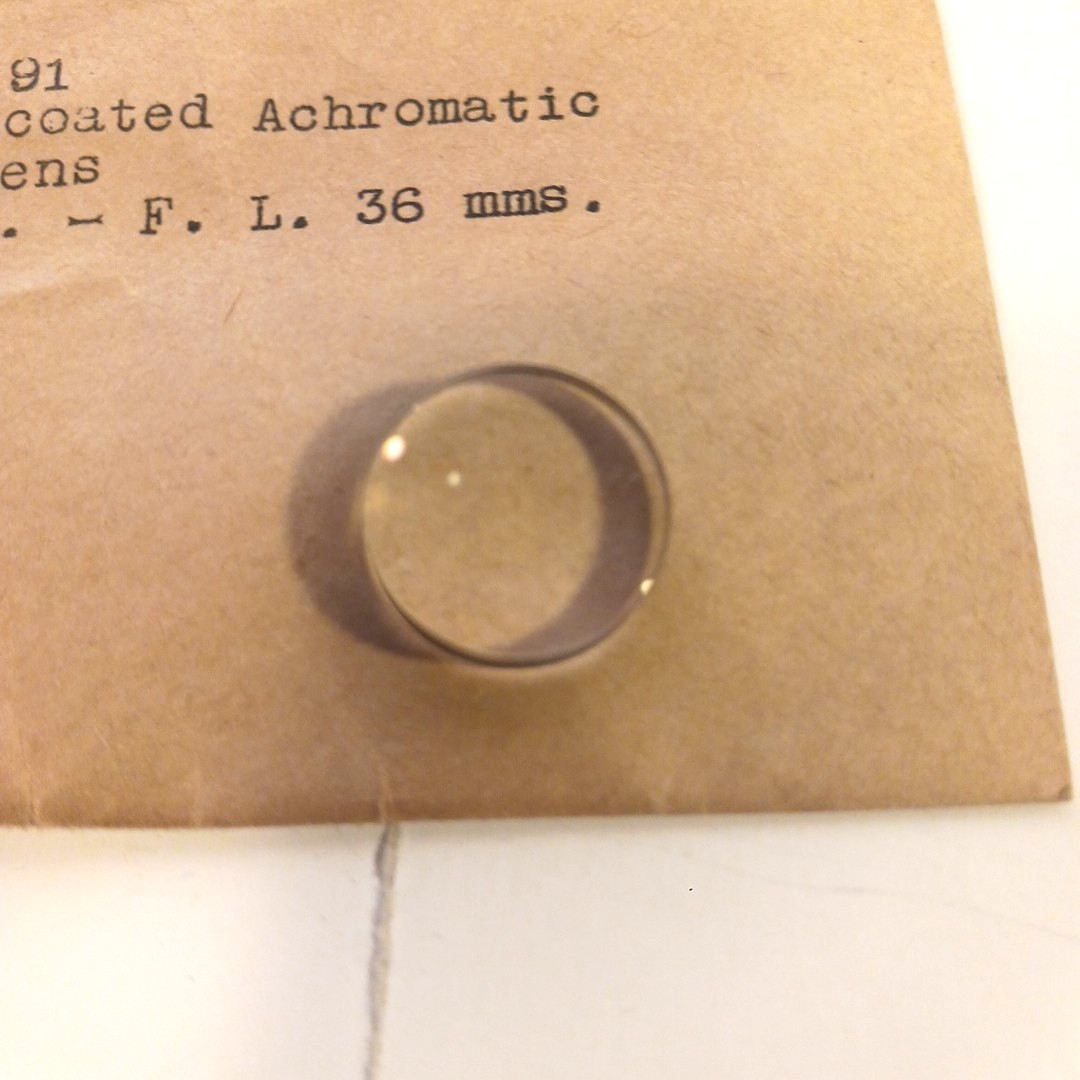 91
coated Achromatic
ens
. - F. L. 36 mms.